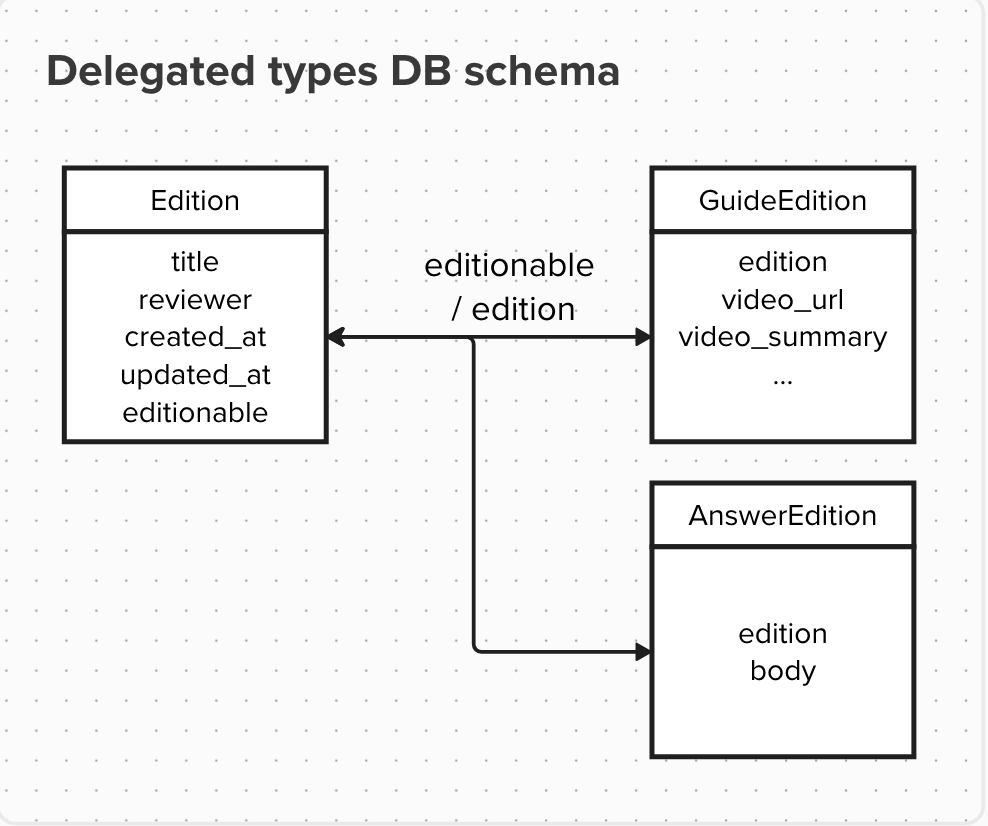 Delegated types DB schema
Edition
title
reviewer
created_at
updated_at
editionable
editionable
/ edition
GuideEdition
edition
video_url
video_summary
...
AnswerEdition
edition
body